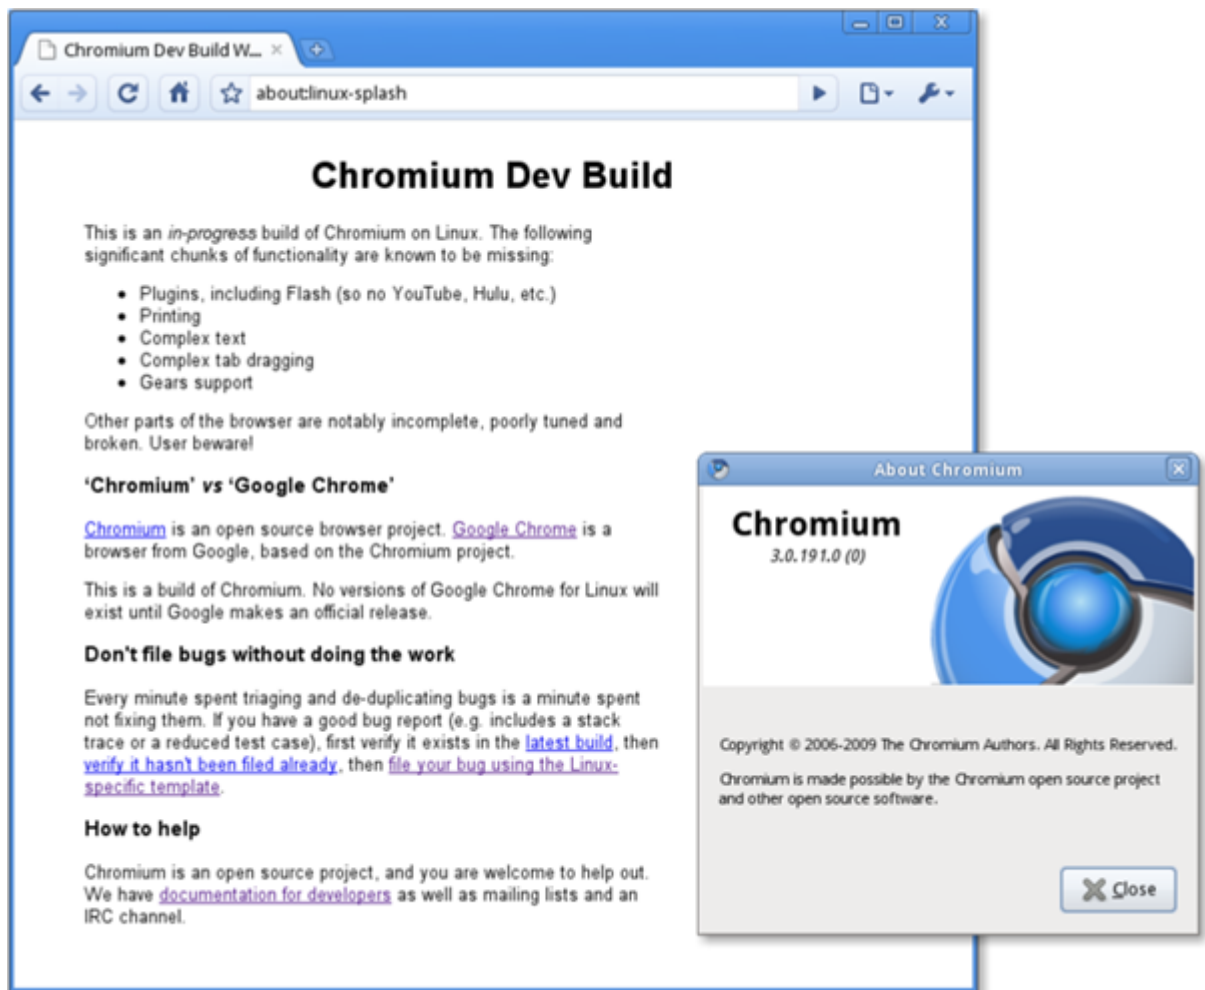 Chromium Dev Build W...
about:linux-splash
Chromium Dev Build
This is an in-progress build of Chromium on Linux. The following
significant chunks of functionality are known to be missing:
• Plugins, including Flash (so no YouTube, Hulu, etc.)
• Printing
• Complex text
• Complex tab dragging
• Gears support
Other parts of the browser are notably incomplete, poorly tuned and
broken. User beware!
‘Chromium’ vs ‘Google Chrome’
Chromium is an open source browser project. Google Chrome is a
browser from Google, based on the Chromium project.
This is a build of Chromium. No versions of Google Chrome for Linux will
exist until Google makes an official release.
Don't file bugs without doing the work
Every minute spent triaging and de-duplicating bugs is a minute spent
not fixing them. If you have a good bug report (e.g. includes a stack
trace or a reduced test case), first verify it exists in the latest build, then
verify it hasn't been filed already, then file your bug using the Linux-
specific template.
How to help
Chromium is an open source project, and you are welcome to help out.
We have documentation for developers as well as mailing lists and an
IRC channel.
About Chromium
Chromium
3.0.191.0 (0)
Copyright © 2006-2009 The Chromium Authors. All Rights Reserved.
Chromium is made possible by the Chromium open source project
and other open source software.
Close